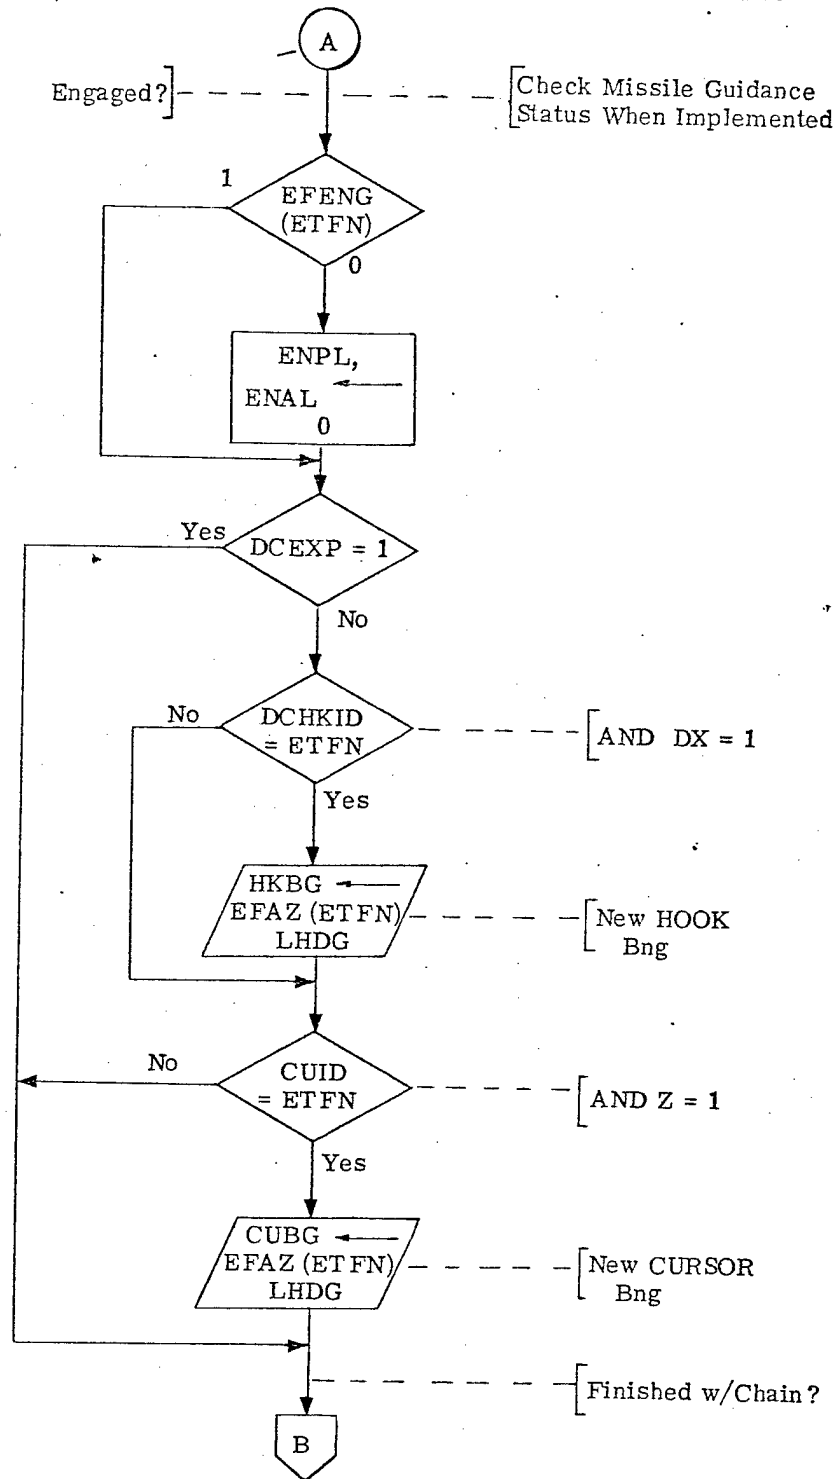 A
Engaged?
Check Missile Guidance
Status When Implemented
1
EFENG
(ETFN)
0
ENPL,
ENAL
0
Yes
DCEXP = 1
No
No
DCHKID
= ETFN
AND DX = 1
Yes
HKBG
EFAZ (ETFN)
LHDG
New HOOK
Bng
No
CUID
= ETFN
AND Z = 1
Yes
CUBG
EFAZ (ETFN)
LHDG
New CURSOR
Bng
Finished w/Chain?
B